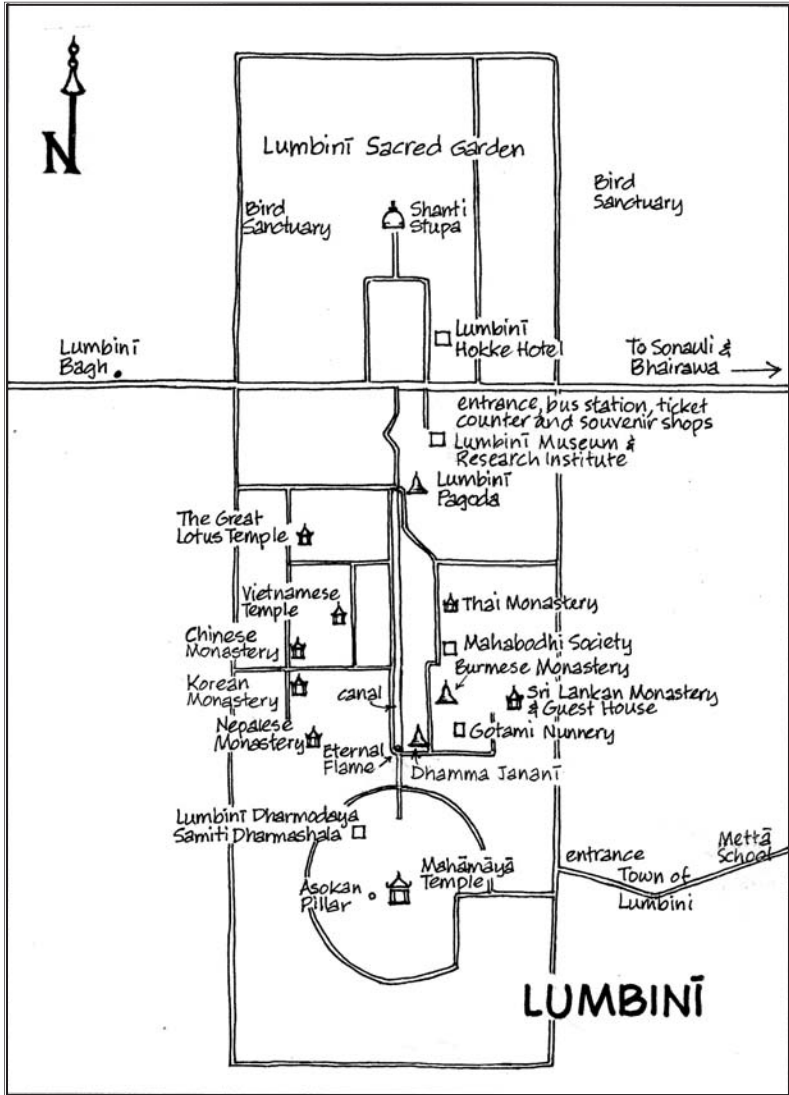 N
Lumbinī Sacred Garden
Bird
Sanctuary
Shanti
Stupa
Bird
Sanctuary
Lumbinī
Hokke Hotel
Lumbinī
Bagh
To Sonauli &
Bhairawa
entrance, bus station, ticket
counter and souvenir shops
Lumbinī Museum &
Research Institute
Lumbinī
Pagoda
The Great
Lotus Temple
Vietnamese
Temple
Thai Monastery
Chinese
Monastery
Mahabodhi Society
Burmese Monastery
Korean
Monastery
canal
Sri Lankan Monastery
& Guest House
Nepalese
Monastery
Gotami Nunnery
Eternal
Flame
Dhamma Jananī
Lumbinī Dharmodaya
Samiti Dharmashala
Mahāmāyā
Temple
Asokan
Pillar
entrance
Mettā
School
Town of
Lumbini
LUMBINĪ